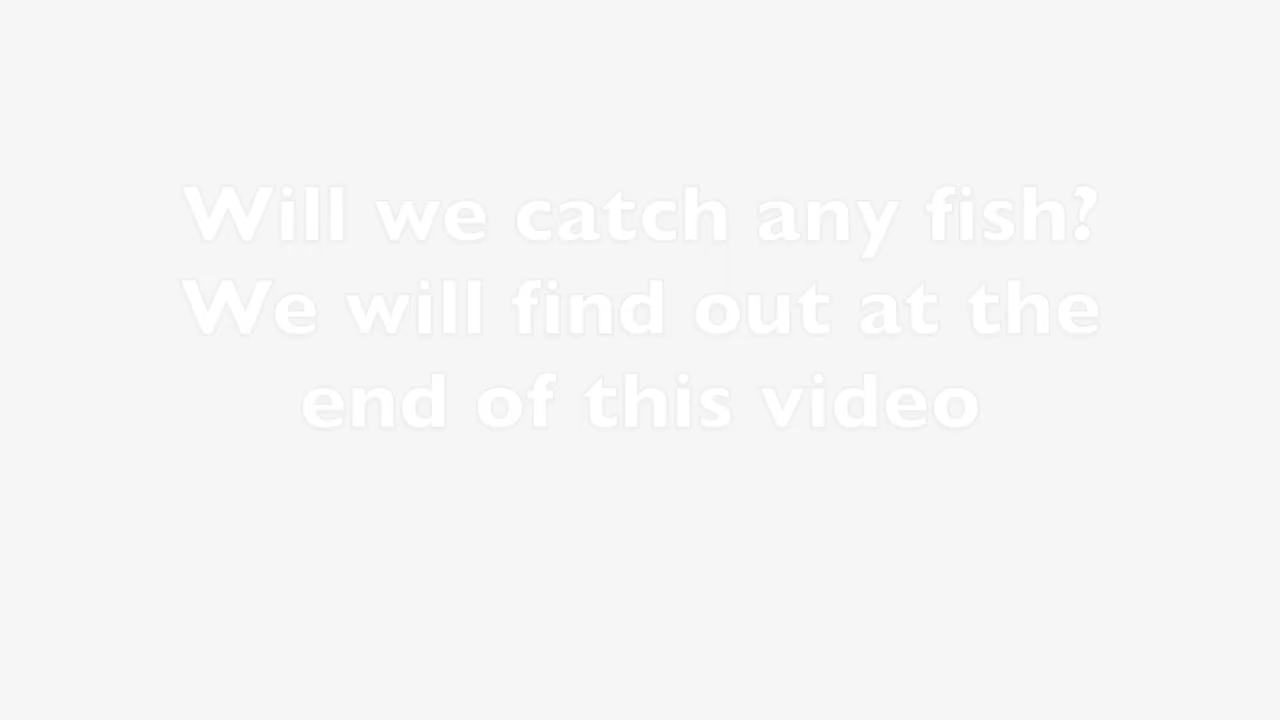 Will we catch any fish?
We will find out at the
end of this video